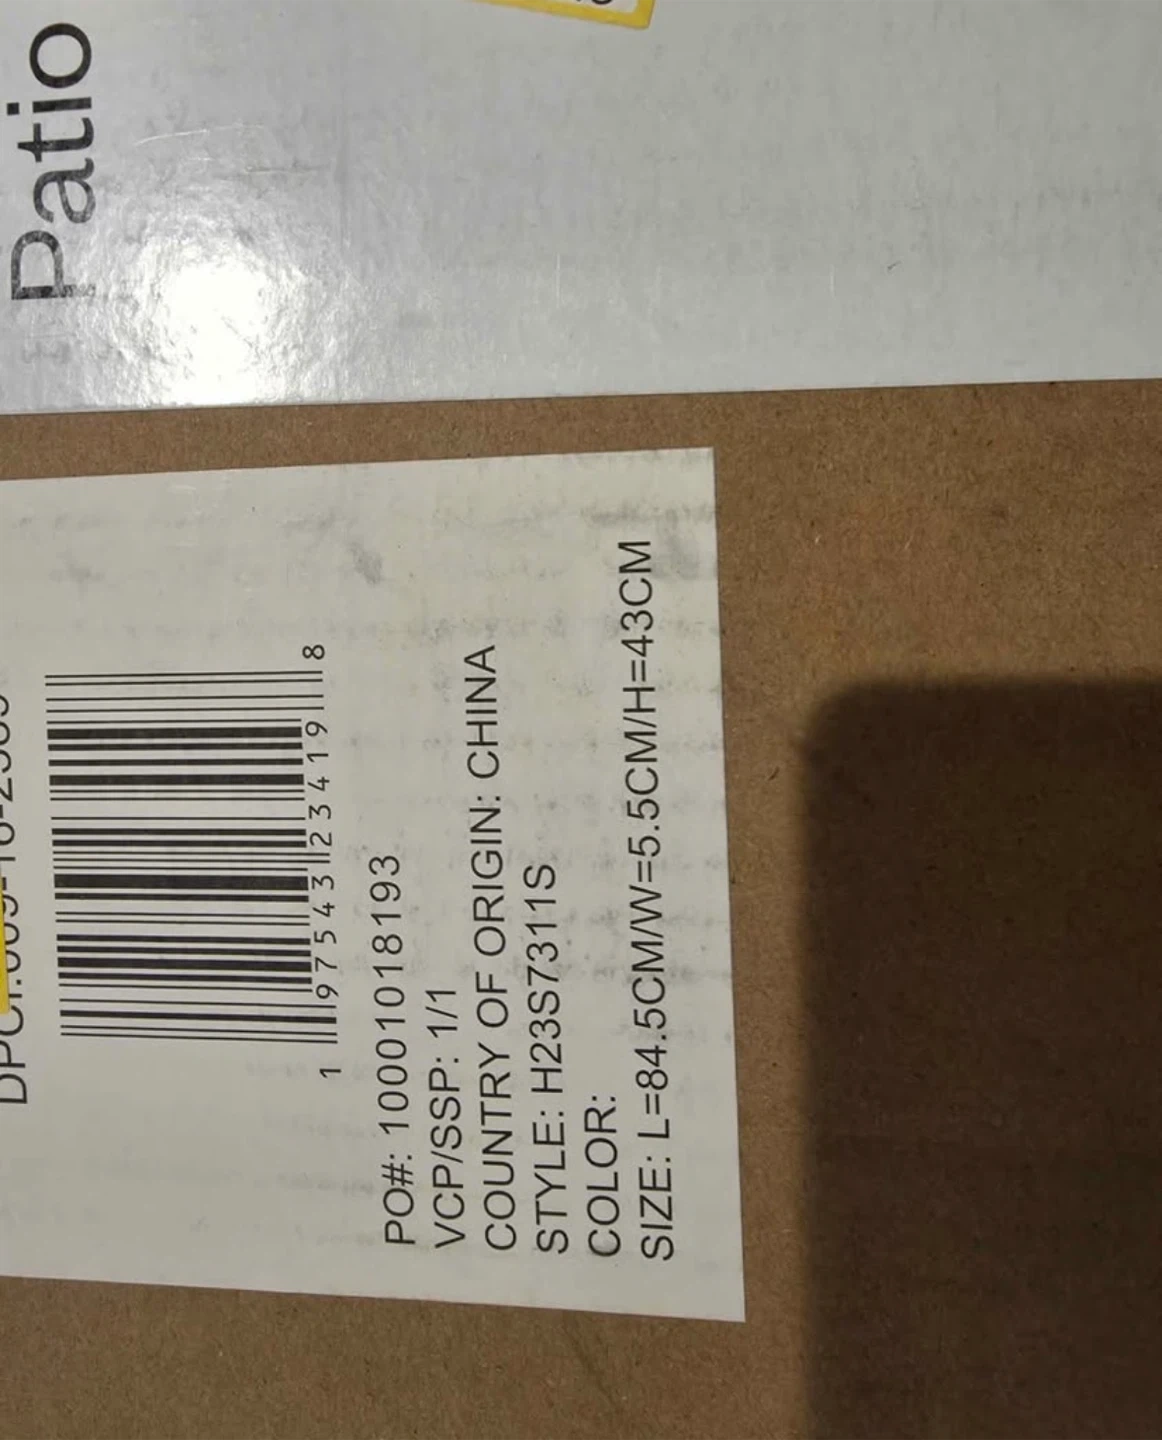 Patio
1 97543 23419 8
PO#: 10001018193
VCP/SSP: 1/1
COUNTRY OF ORIGIN: CHINA
STYLE: H23S7311S
COLOR:
SIZE: L=84.5CM/W=5.5CM/H=43CM